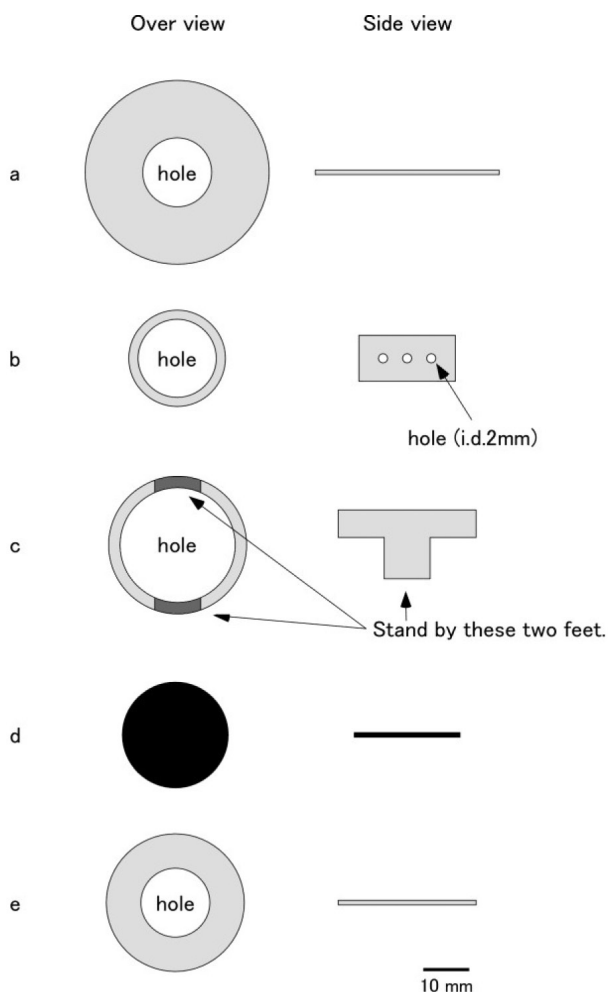 Over view Side view
a hole
b hole
hole (i.d.2mm)
c hole
Stand by these two feet.
d
e hole
10 mm